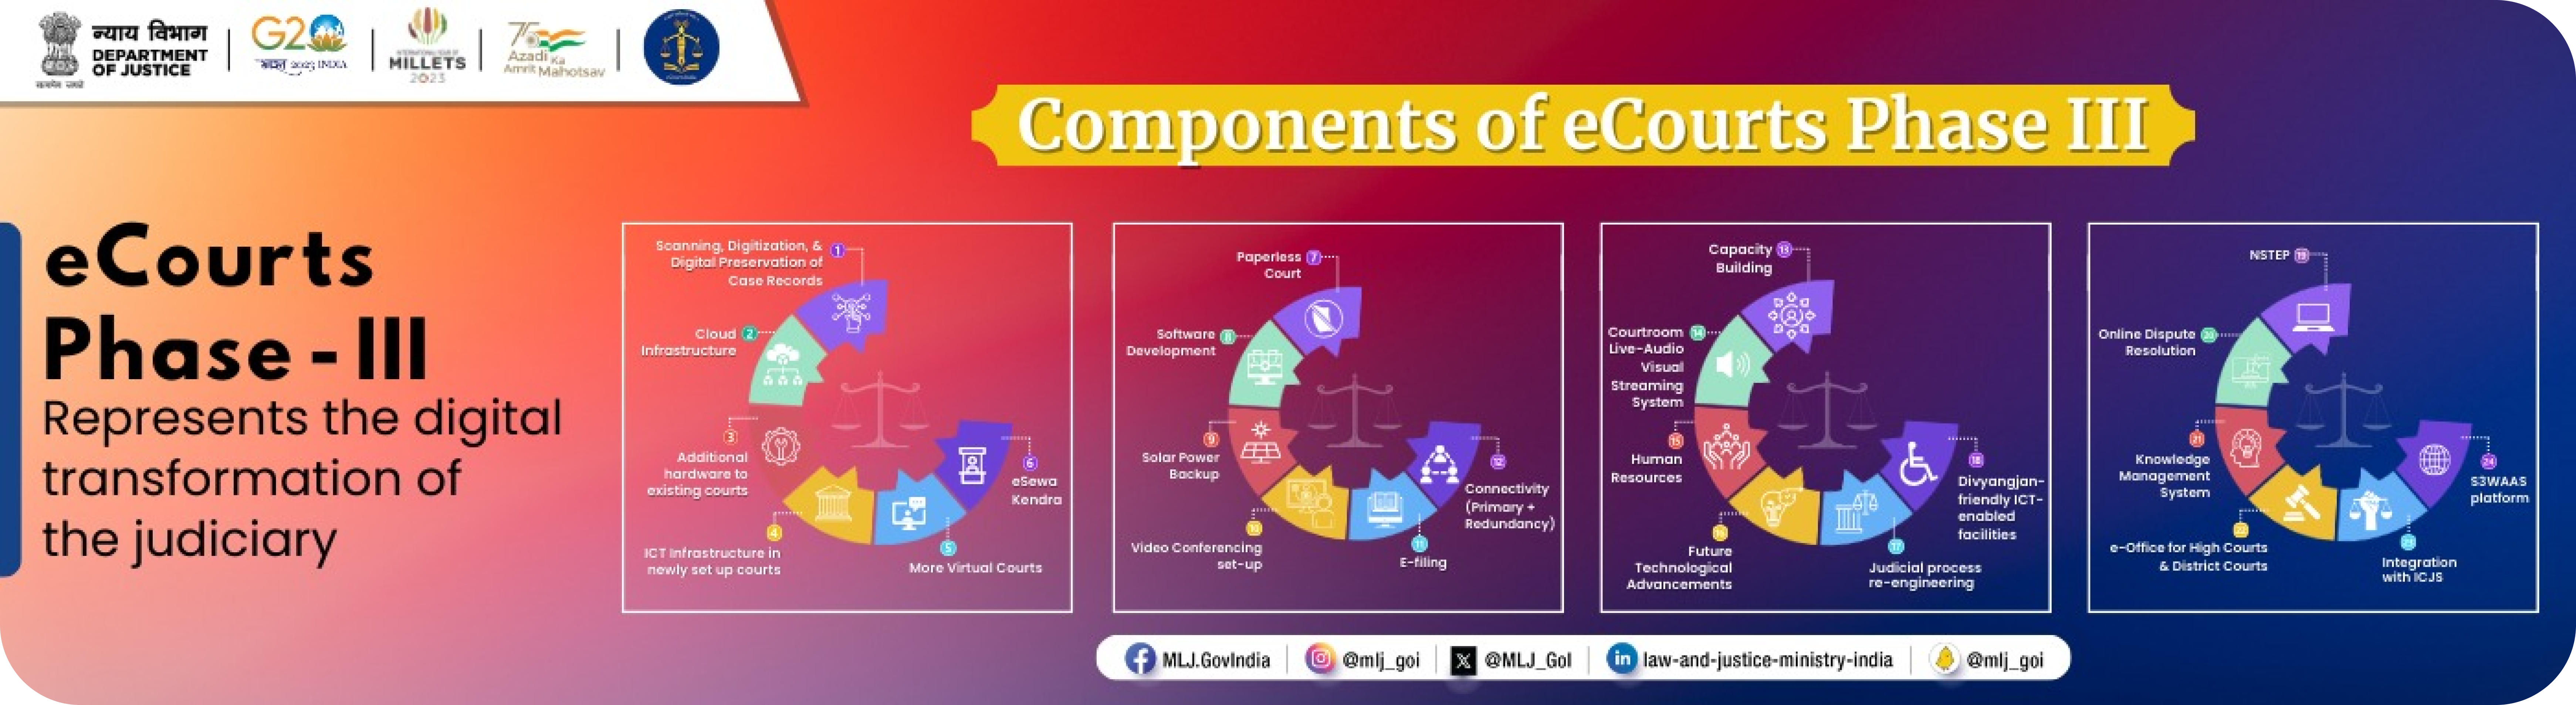 न्याय विभाग
DEPARTMENT
OF JUSTICE
सत्यमेव जयते
G20
भारत 2023 INDIA
INTERNATIONAL YEAR OF
MILLETS
2023
75
Azadi Ka
Amrit Mahotsav
Components of eCourts Phase III
eCourts
Phase - III
Represents the digital
transformation of
the judiciary
Scanning, Digitization, & 1
Digital Preservation of
Case Records
Cloud 2
Infrastructure
3
Additional
hardware to
existing courts
4
ICT Infrastructure in
newly set up courts
5
More Virtual Courts
6
eSewa
Kendra
Paperless 7
Court
Software 8
Development
9
Solar Power
Backup
10
Video Conferencing
set-up
11
E-filing
12
Connectivity
(Primary +
Redundancy)
Capacity 13
Building
Courtroom 14
Live-Audio
Visual
Streaming
System
15
Human
Resources
16
Future
Technological
Advancements
17
Judicial process
re-engineering
18
Divyangjan-
friendly ICT-
enabled
facilities
NSTEP 19
Online Dispute 20
Resolution
21
Knowledge
Management
System
22
e-Office for High Courts
& District Courts
23
Integration
with ICJS
24
S3WAAS
platform
MLJ.GovIndia
@mlj_goi
@MLJ_GoI
law-and-justice-ministry-india
@mlj_goi